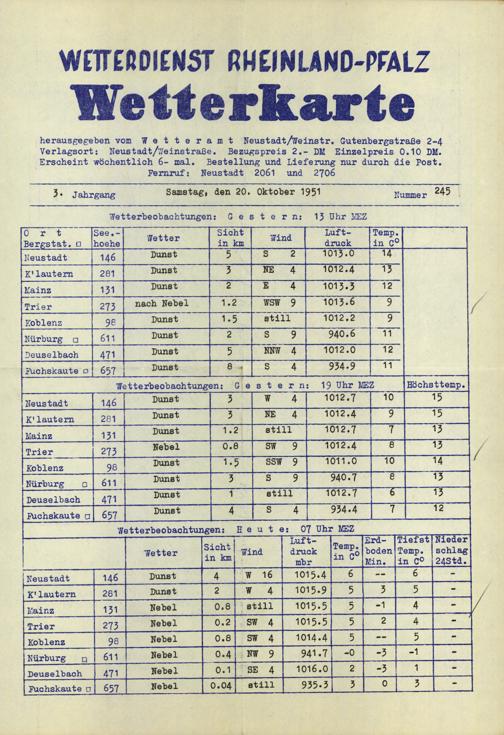 WETTERDIENST RHEINLAND-PFALZ
Wetterkarte
herausgegeben vom W e t t e r a m t Neustadt/Weinstr. Gutenbergstraße 2-4
Verlagsort: Neustadt/Weinstraße. Bezugspreis 2.- DM Einzelpreis 0.10 DM.
Erscheint wöchentlich 6- mal. Bestellung und Lieferung nur durch die Post.
Fernruf: Neustadt 2061 und 2706
3. Jahrgang Samstag, den 20. Oktober 1951 Nummer 245
Wetterbeobachtungen: G e s t e r n : 13 Uhr MEZ
O r t See.- Wetter Sicht Wind Luft- Temp.
Bergstat. □ hoehe in km druck in C°
Neustadt 146 Dunst 5 S 2 1013.0 14
K'lautern 281 Dunst 3 NE 4 1012.4 13
Mainz 131 Dunst 2 E 4 1013.3 12
Trier 273 nach Nebel 1.2 WSW 9 1013.6 9
Koblenz 98 Dunst 1.5 still 1012.2 9
Nürburg □ 611 Dunst 2 S 9 940.6 11
Deuselbach 471 Dunst 5 NNW 4 1012.0 12
Fuchskaute □ 657 Dunst 8 S 4 934.9 11
Wetterbeobachtungen: G e s t e r n : 19 Uhr MEZ Höchsttemp.
Neustadt 146 Dunst 3 W 4 1012.7 10 15
K'lautern 281 Dunst 3 NE 4 1012.4 9 15
Mainz 131 Dunst 1.2 still 1012.7 7 13
Trier 273 Nebel 0.8 SW 9 1012.4 8 13
Koblenz 98 Dunst 1.5 SSW 9 1011.0 10 14
Nürburg □ 611 Dunst 3 S 9 940.7 8 13
Deuselbach 471 Dunst 1 still 1012.7 6 13
Fuchskaute □ 657 Dunst 4 S 4 934.4 7 12
Wetterbeobachtungen: H e u t e : 07 Uhr MEZ
Wetter Sicht in km Wind Luft- druck mbr Temp. in C° Erd- boden Min. Tiefst Temp. in C° Nieder schlag 24Std.
Neustadt 146 Dunst 4 W 16 1015.4 6 -- 6 -
K'lautern 281 Dunst 2 W 4 1015.9 5 3 5 -
Mainz 131 Nebel 0.8 still 1015.5 5 -1 4 -
Trier 273 Nebel 0.2 SW 4 1015.5 5 2 4 -
Koblenz 98 Nebel 0.8 SW 4 1014.4 5 -- 5 -
Nürburg □ 611 Nebel 0.4 NW 9 941.7 -0 -3 -1 -
Deuselbach 471 Nebel 0.1 SE 4 1016.0 2 -3 1 -
Fuchskaute □ 657 Nebel 0.04 still 935.3 3 0 3 -